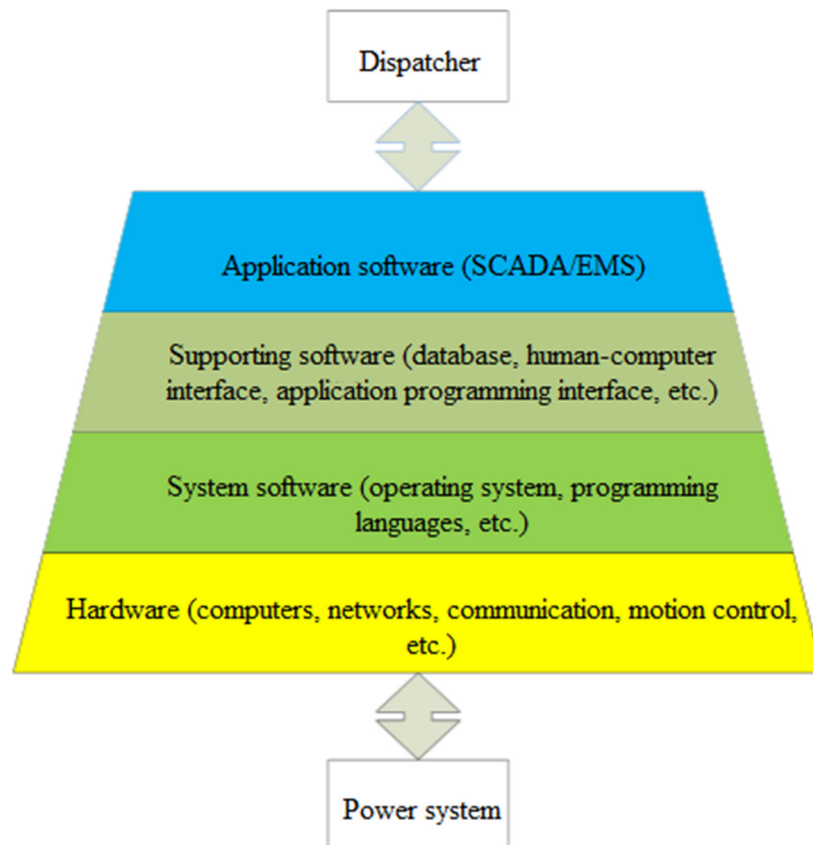 Dispatcher
Application software (SCADA/EMS)
Supporting software (database, human-computer
interface, application programming interface, etc.)
System software (operating system, programming
languages, etc.)
Hardware (computers, networks, communication, motion control,
etc.)
Power system